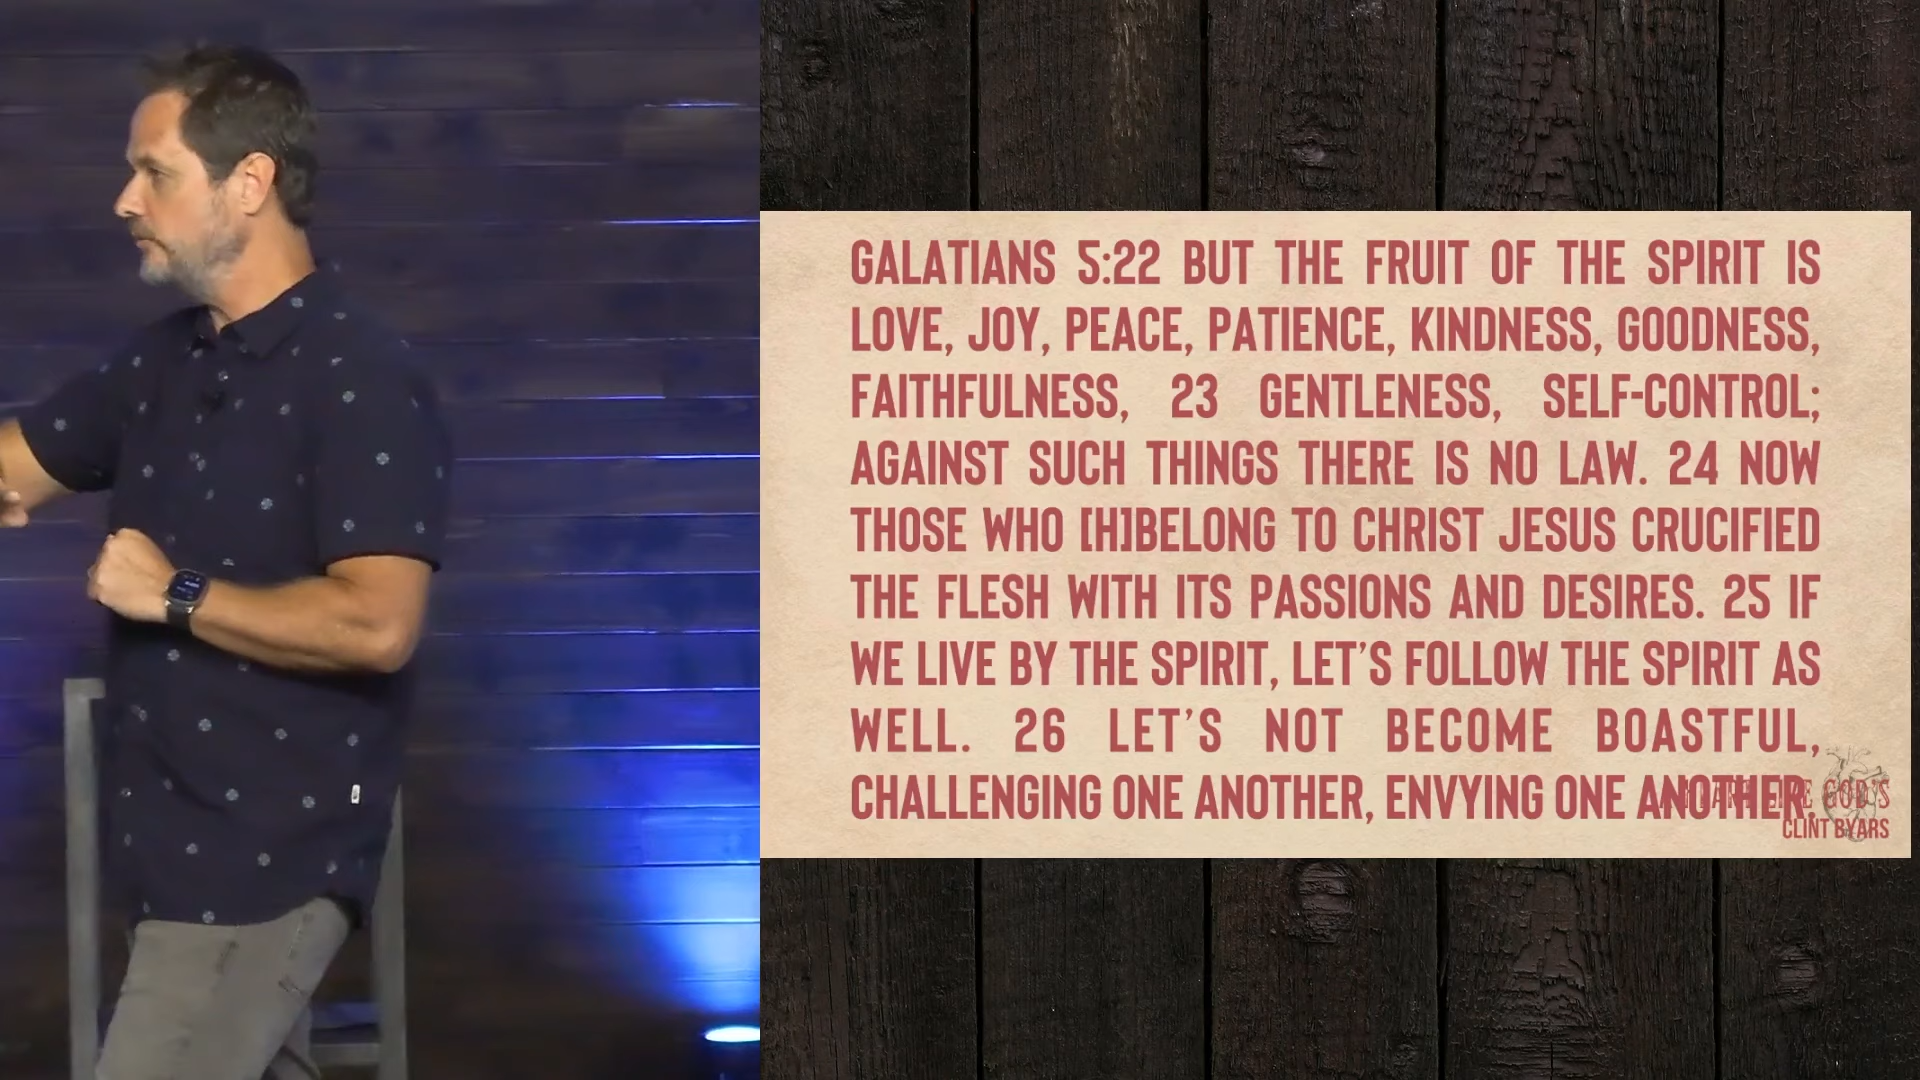 GALATIANS 5:22 BUT THE FRUIT OF THE SPIRIT IS
LOVE, JOY, PEACE, PATIENCE, KINDNESS, GOODNESS,
FAITHFULNESS, 23 GENTLENESS, SELF-CONTROL;
AGAINST SUCH THINGS THERE IS NO LAW. 24 NOW
THOSE WHO [H]BELONG TO CHRIST JESUS CRUCIFIED
THE FLESH WITH ITS PASSIONS AND DESIRES. 25 IF
WE LIVE BY THE SPIRIT, LET'S FOLLOW THE SPIRIT AS
WELL. 26 LET'S NOT BECOME BOASTFUL,
CHALLENGING ONE ANOTHER, ENVYING ONE ANOTHER.
GOD'S
CLINT BYARS